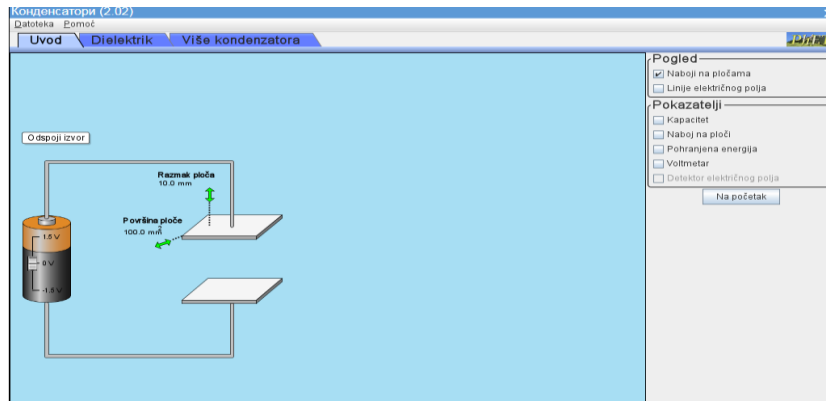 Конденсатори (2.02)
Datoteka Pomoć
Uvod Dielektrik Više kondenzatora
PhET
Pogled
Naboji na pločama
Linije električnog polja
Pokazatelji
Kapacitet
Naboj na ploči
Pohranjena energija
Voltmetar
Detektor električnog polja
Na početak
Odspoji izvor
Razmak ploča
10.0 mm
Površina ploče
100.0 mm²
1.5 V
0 V
-1.5 V